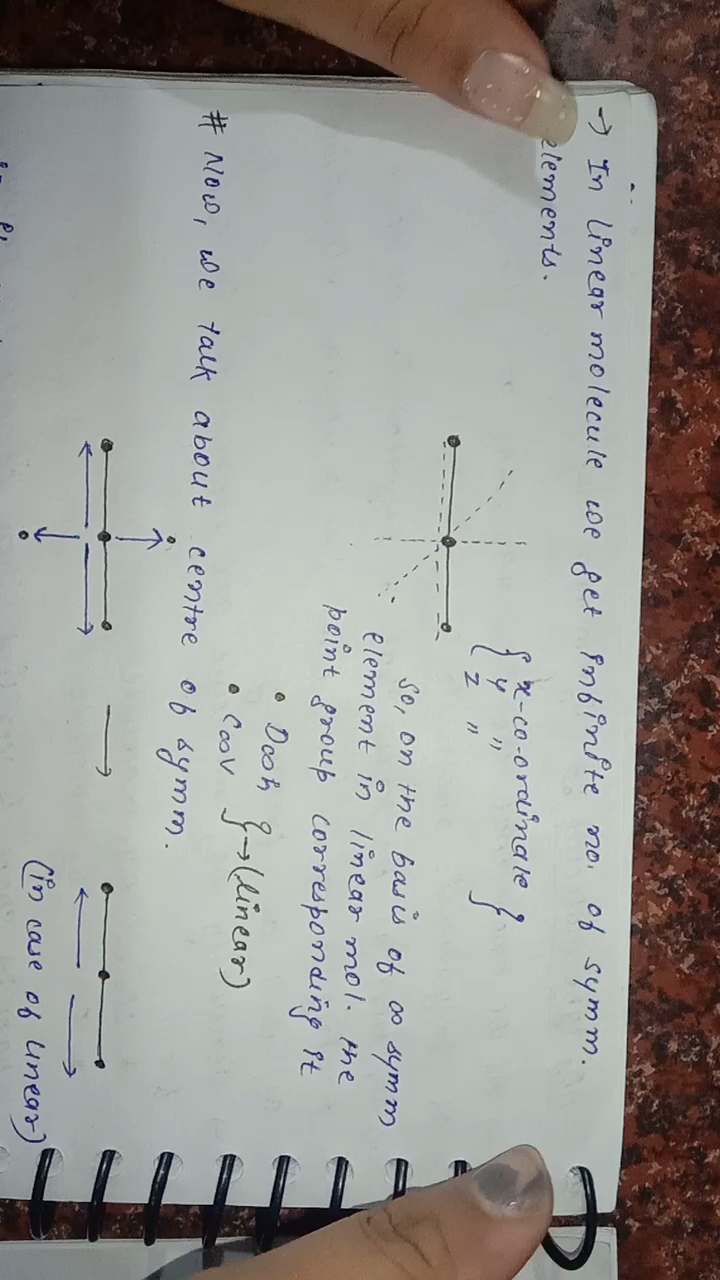 → In linear molecule we get infinite no. of symm.
elements.
{ x-co-ordinate }
y "
z "
So, on the basis of ∞ symm
element in linear mol. the
point group corresponding it
• D∞h
• C∞v } → (linear)
# Now, we talk about centre of symm.
(in case of linear)